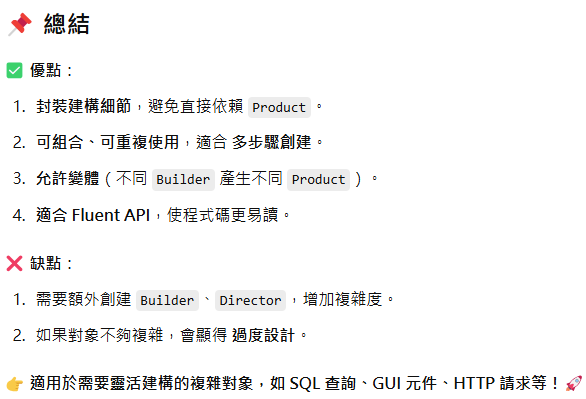 📌 總結
✅ 優點：
1. 封裝建構細節，避免直接依賴 Product。
2. 可組合、可重複使用，適合 多步驟創建。
3. 允許變體（不同 Builder 產生不同 Product）。
4. 適合 Fluent API，使程式碼更易讀。
❌ 缺點：
1. 需要額外創建 Builder、Director，增加複雜度。
2. 如果對象不夠複雜，會顯得 過度設計。
👉 適用於需要靈活建構的複雜對象，如 SQL 查詢、GUI 元件、HTTP 請求等！🚀